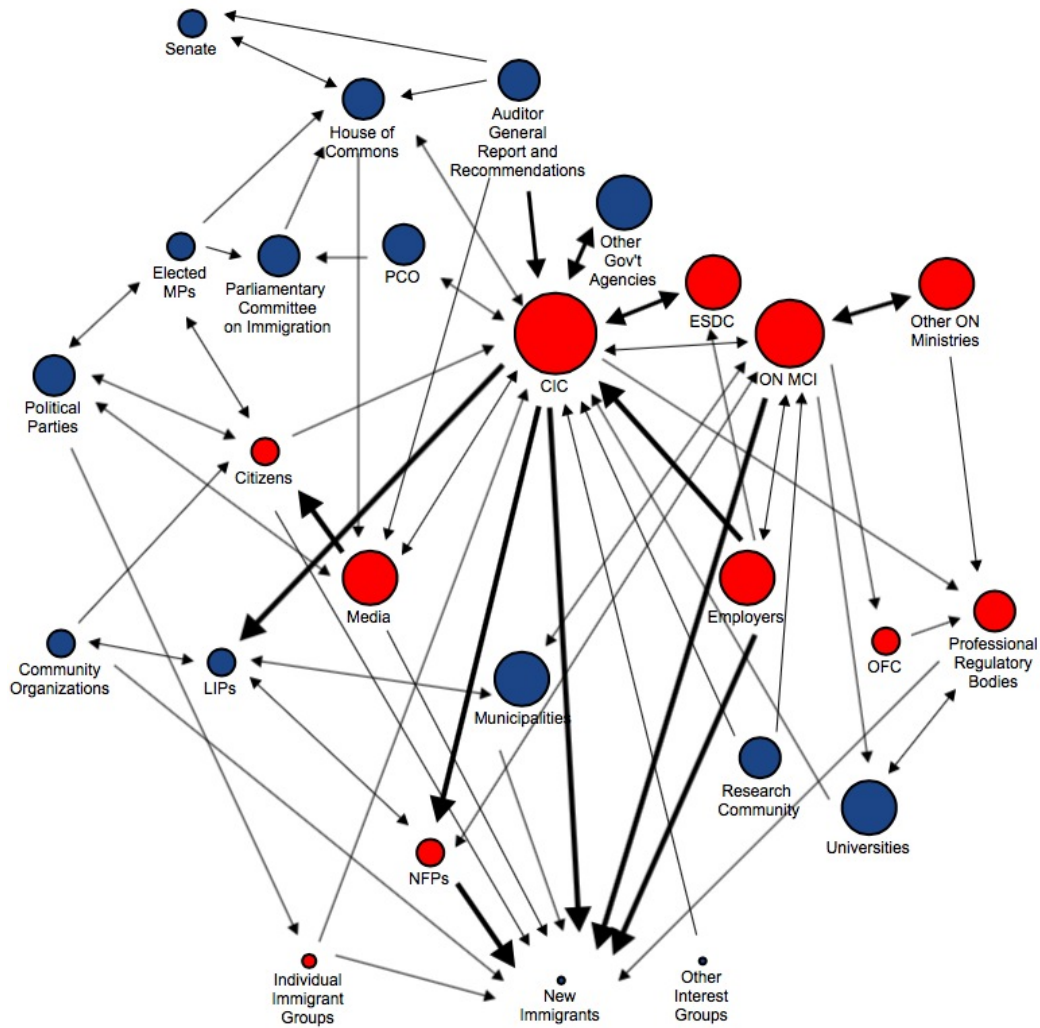 Senate
House of
Commons
Auditor
General
Report and
Recommendations
Other
Gov't
Agencies
Elected
MPs
Parliamentary
Committee
on Immigration
PCO
ESDC
Other ON
Ministries
CIC
ON MCI
Political
Parties
Citizens
Media
Employers
Community
Organizations
LIPs
Municipalities
OFC
Professional
Regulatory
Bodies
Research
Community
Universities
NFPs
Individual
Immigrant
Groups
New
Immigrants
Other
Interest
Groups